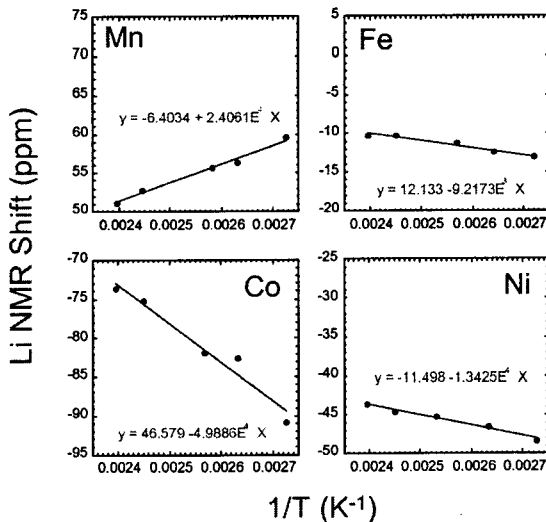 Mn
75
70
65
60
55
50
y = -6.4034 + 2.4061E X
0.0024 0.0025 0.0026 0.0027
Fe
5
0
-5
-10
-15
-20
y = 12.133 -9.2173E X
0.0024 0.0025 0.0026 0.0027
Co
-70
-75
-80
-85
-90
-95
y = 46.579 -4.9886E X
0.0024 0.0025 0.0026 0.0027
Ni
-25
-30
-35
-40
-45
-50
y = -11.498 -1.3425E X
0.0024 0.0025 0.0026 0.0027
Li NMR Shift (ppm)
1/T (K⁻¹)